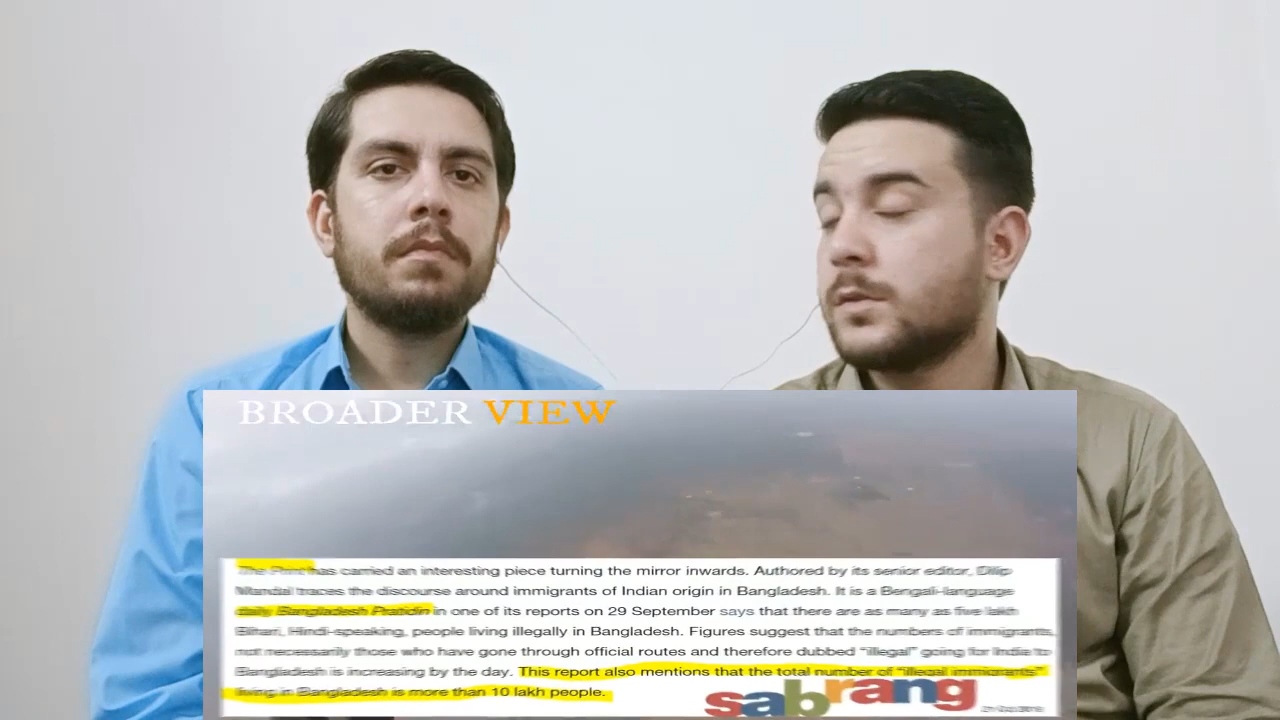 BROADER VIEW
The Print has carried an interesting piece turning the mirror inwards. Authored by its senior editor, Dilip
Mandal traces the discourse around immigrants of Indian origin in Bangladesh. It is a Bengali-language
daily Bangladesh Pratidin in one of its reports on 29 September says that there are as many as five lakh
Bihari, Hindi-speaking, people living illegally in Bangladesh. Figures suggest that the numbers of immigrants,
not necessarily those who have gone through official routes and therefore dubbed "illegal" going for India to
Bangladesh is increasing by the day. This report also mentions that the total number of "illegal immigrants"
living in Bangladesh is more than 10 lakh people.
sabrang